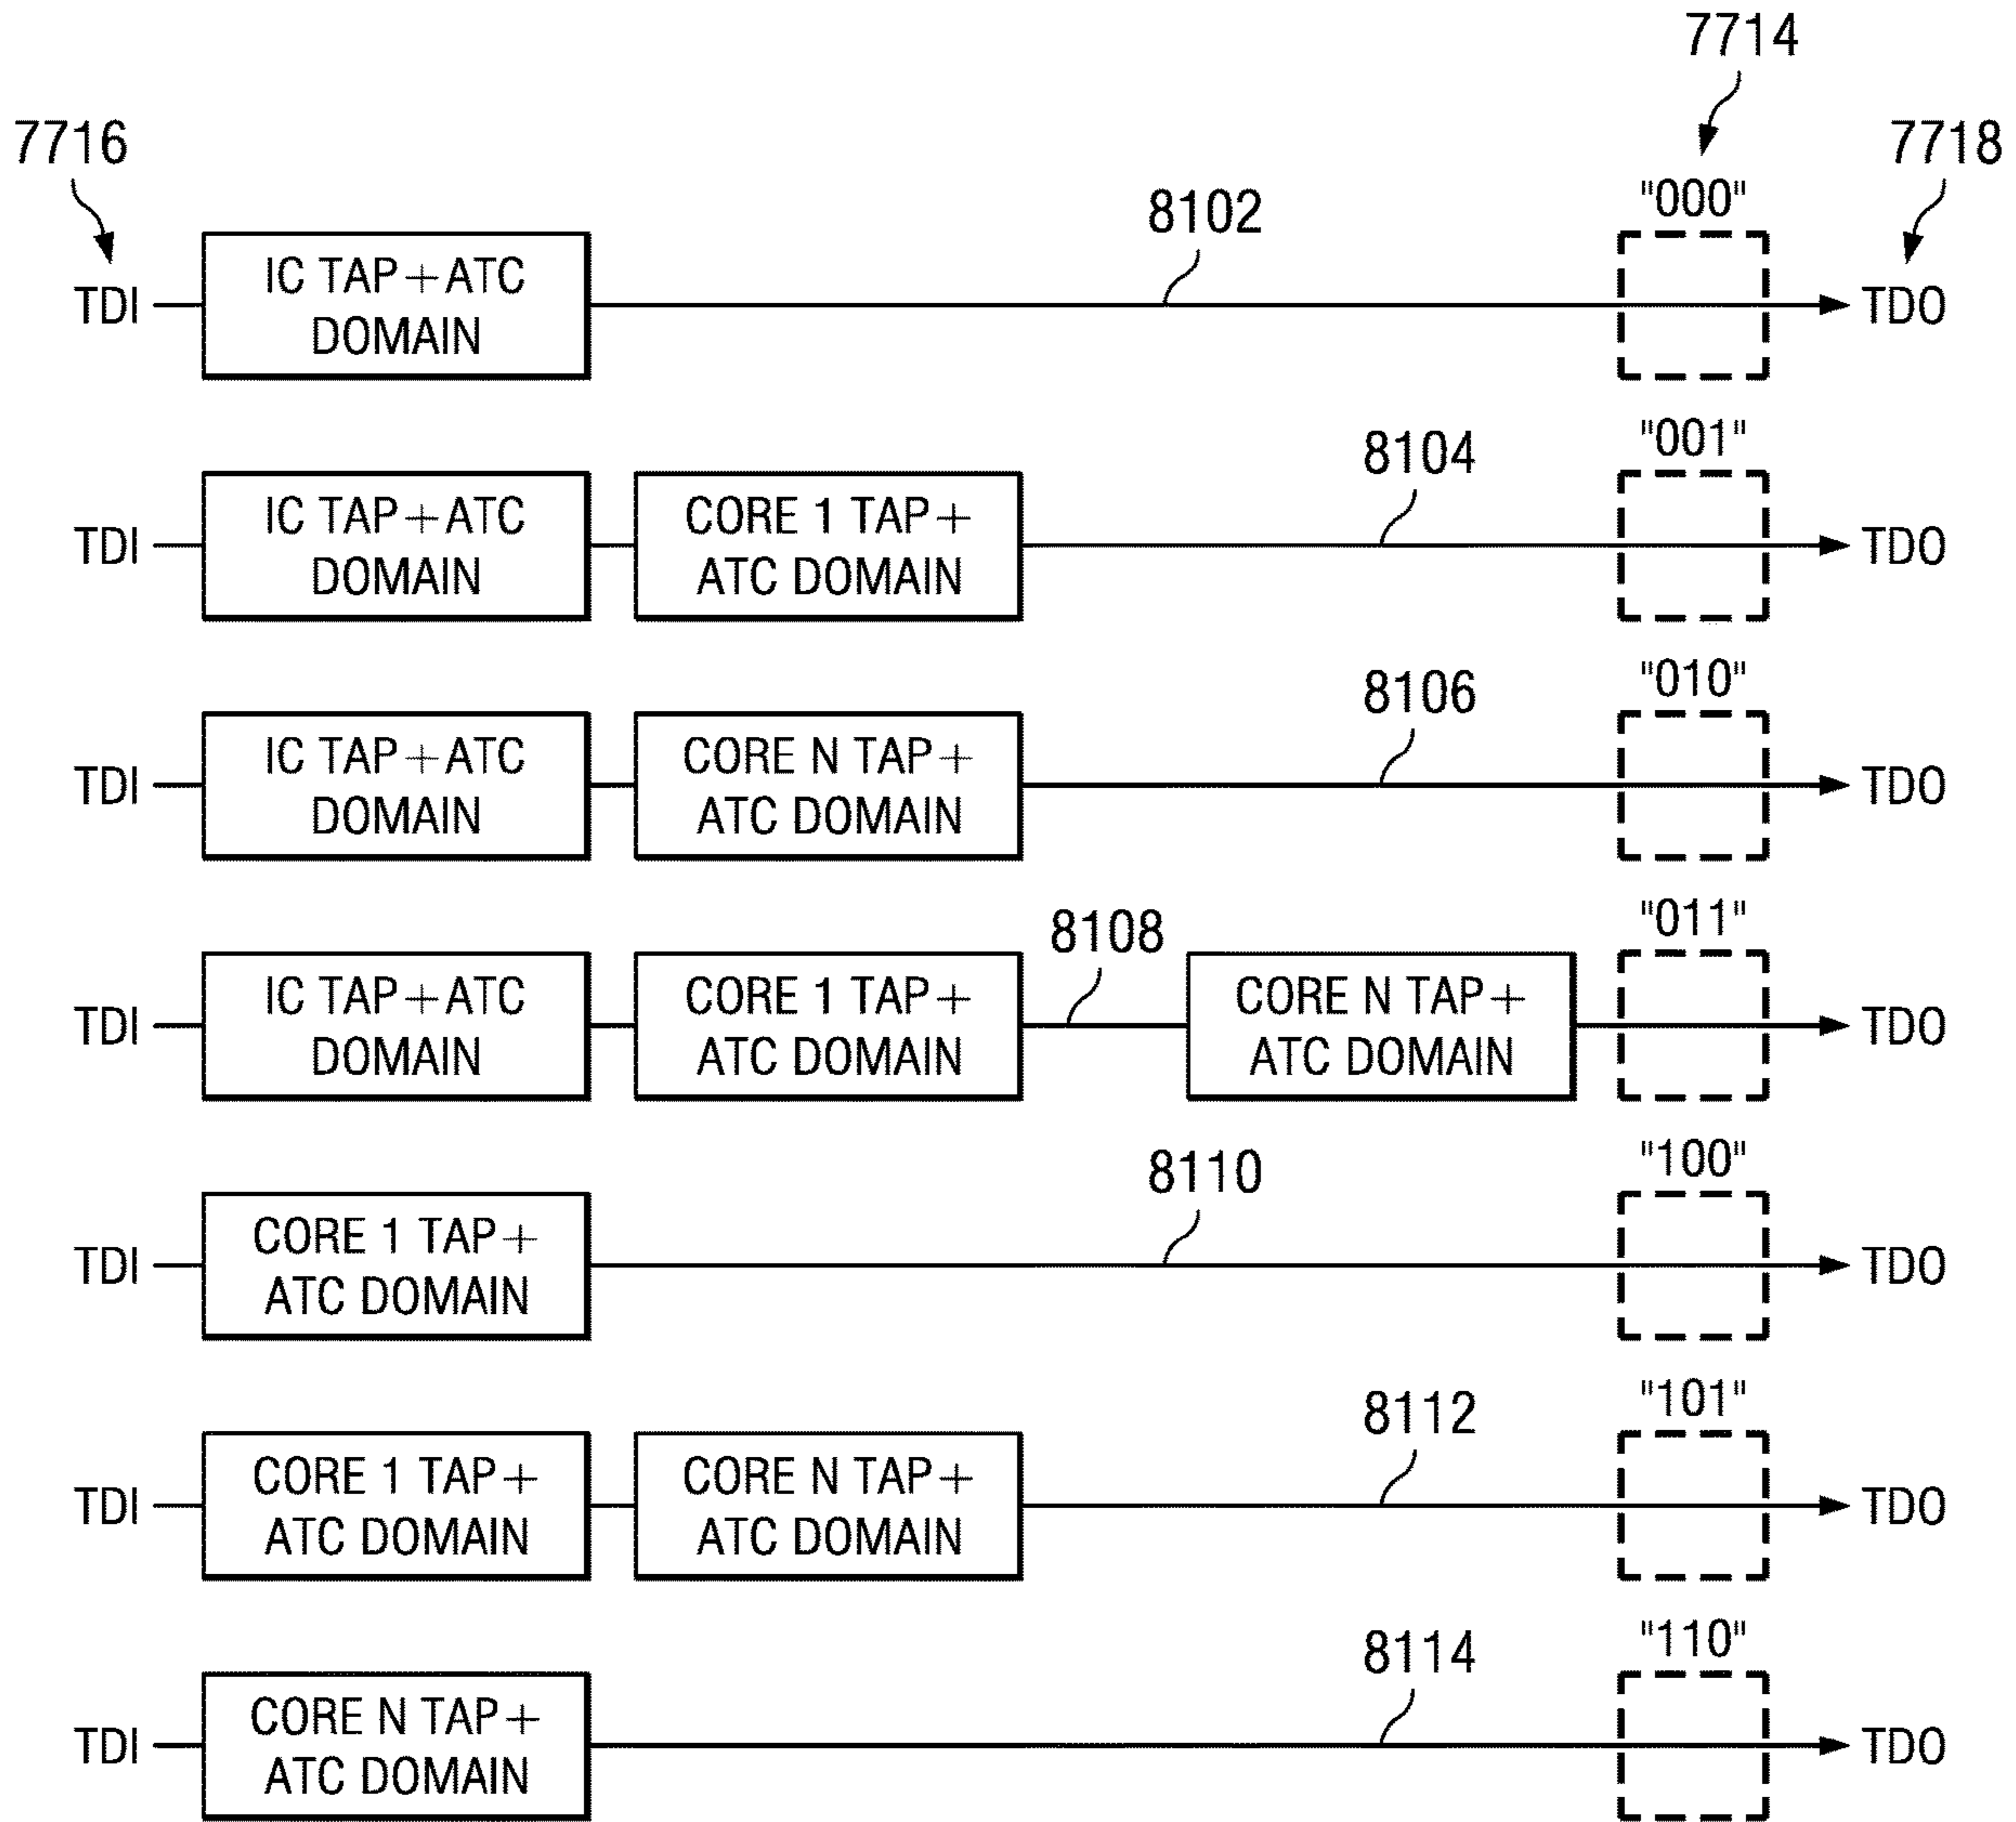 7714
7716
7718
"000"
8102
TDI
IC TAP+ATC
DOMAIN
TDO
"001"
8104
TDI
IC TAP+ATC
DOMAIN
CORE 1 TAP+
ATC DOMAIN
TDO
"010"
8106
TDI
IC TAP+ATC
DOMAIN
CORE N TAP+
ATC DOMAIN
TDO
"011"
8108
TDI
IC TAP+ATC
DOMAIN
CORE 1 TAP+
ATC DOMAIN
CORE N TAP+
ATC DOMAIN
TDO
"100"
8110
TDI
CORE 1 TAP+
ATC DOMAIN
TDO
"101"
8112
TDI
CORE 1 TAP+
ATC DOMAIN
CORE N TAP+
ATC DOMAIN
TDO
"110"
8114
TDI
CORE N TAP+
ATC DOMAIN
TDO